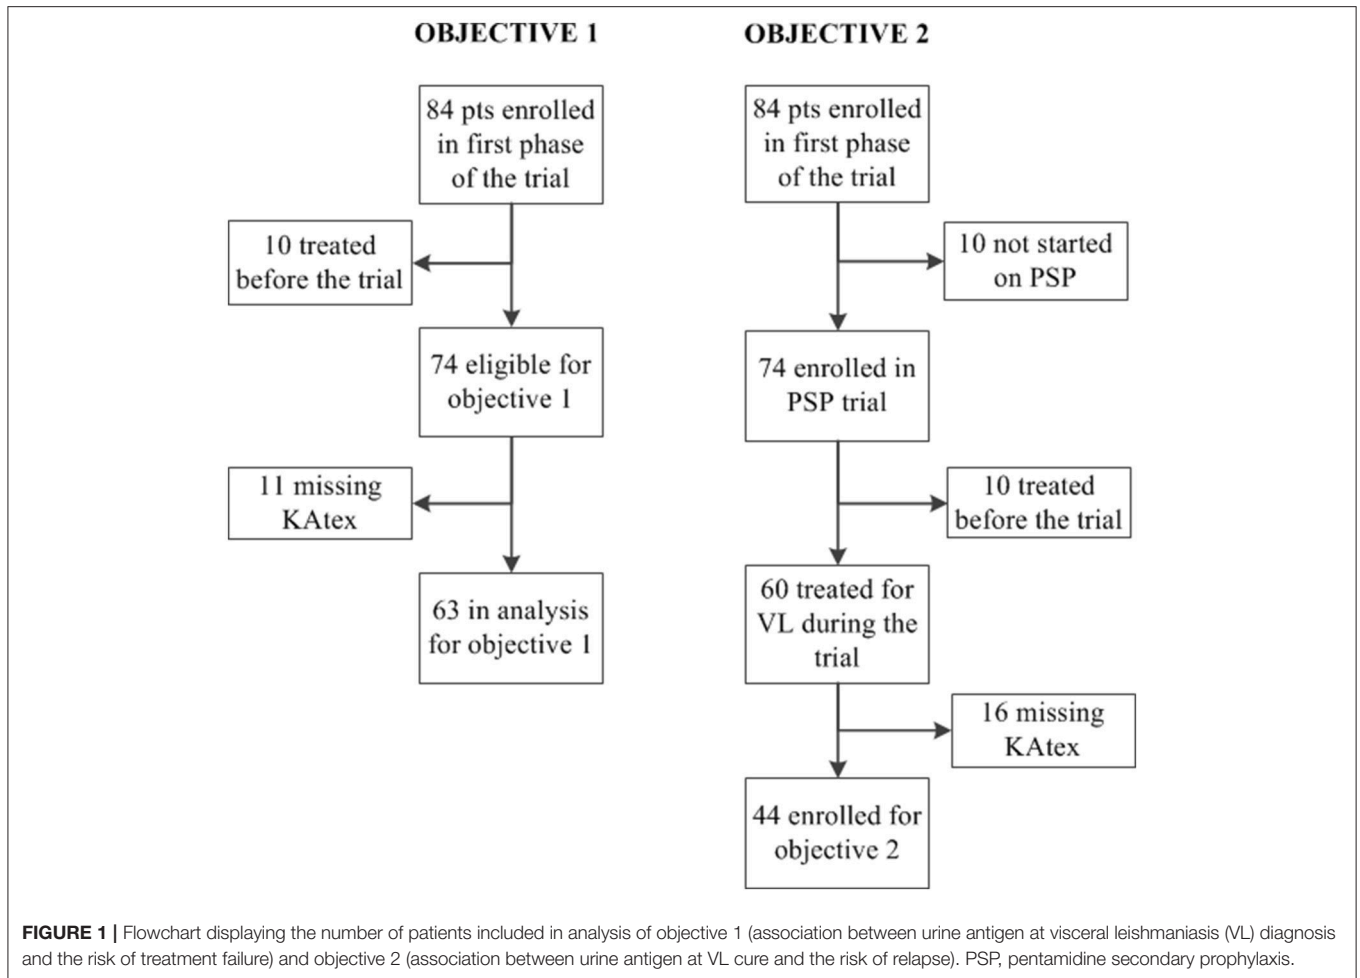 OBJECTIVE 1
84 pts enrolled
in first phase
of the trial
10 treated
before the trial
74 eligible for
objective 1
11 missing
KAtex
63 in analysis
for objective 1
OBJECTIVE 2
84 pts enrolled
in first phase
of the trial
10 not started
on PSP
74 enrolled in
PSP trial
10 treated
before the trial
60 treated for
VL during the
trial
16 missing
KAtex
44 enrolled for
objective 2
FIGURE 1 | Flowchart displaying the number of patients included in analysis of objective 1 (association between urine antigen at visceral leishmaniasis (VL) diagnosis
and the risk of treatment failure) and objective 2 (association between urine antigen at VL cure and the risk of relapse). PSP, pentamidine secondary prophylaxis.